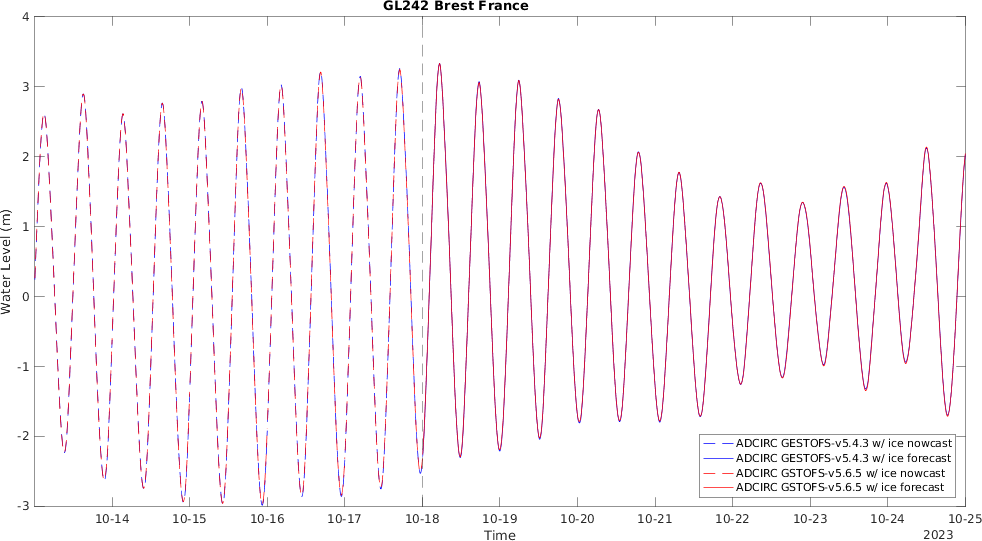 GL242 Brest France
4
3
2
1
0
-1
-2
-3
Water Level (m)
ADCIRC GESTOFS-v5.4.3 w/ ice nowcast
ADCIRC GESTOFS-v5.4.3 w/ ice forecast
ADCIRC GSTOFS-v5.6.5 w/ ice nowcast
ADCIRC GSTOFS-v5.6.5 w/ ice forecast
10-14 10-15 10-16 10-17 10-18 10-19 10-20 10-21 10-22 10-23 10-24 10-25
Time
2023